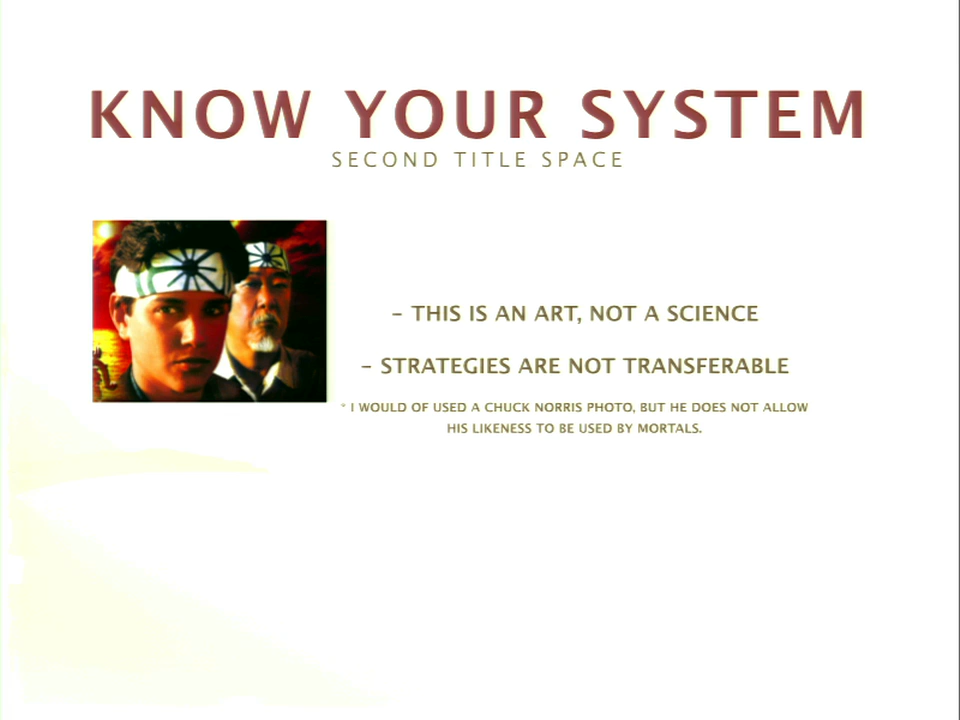 KNOW YOUR SYSTEM
SECOND TITLE SPACE
– THIS IS AN ART, NOT A SCIENCE
– STRATEGIES ARE NOT TRANSFERABLE
* I WOULD OF USED A CHUCK NORRIS PHOTO, BUT HE DOES NOT ALLOW
HIS LIKENESS TO BE USED BY MORTALS.